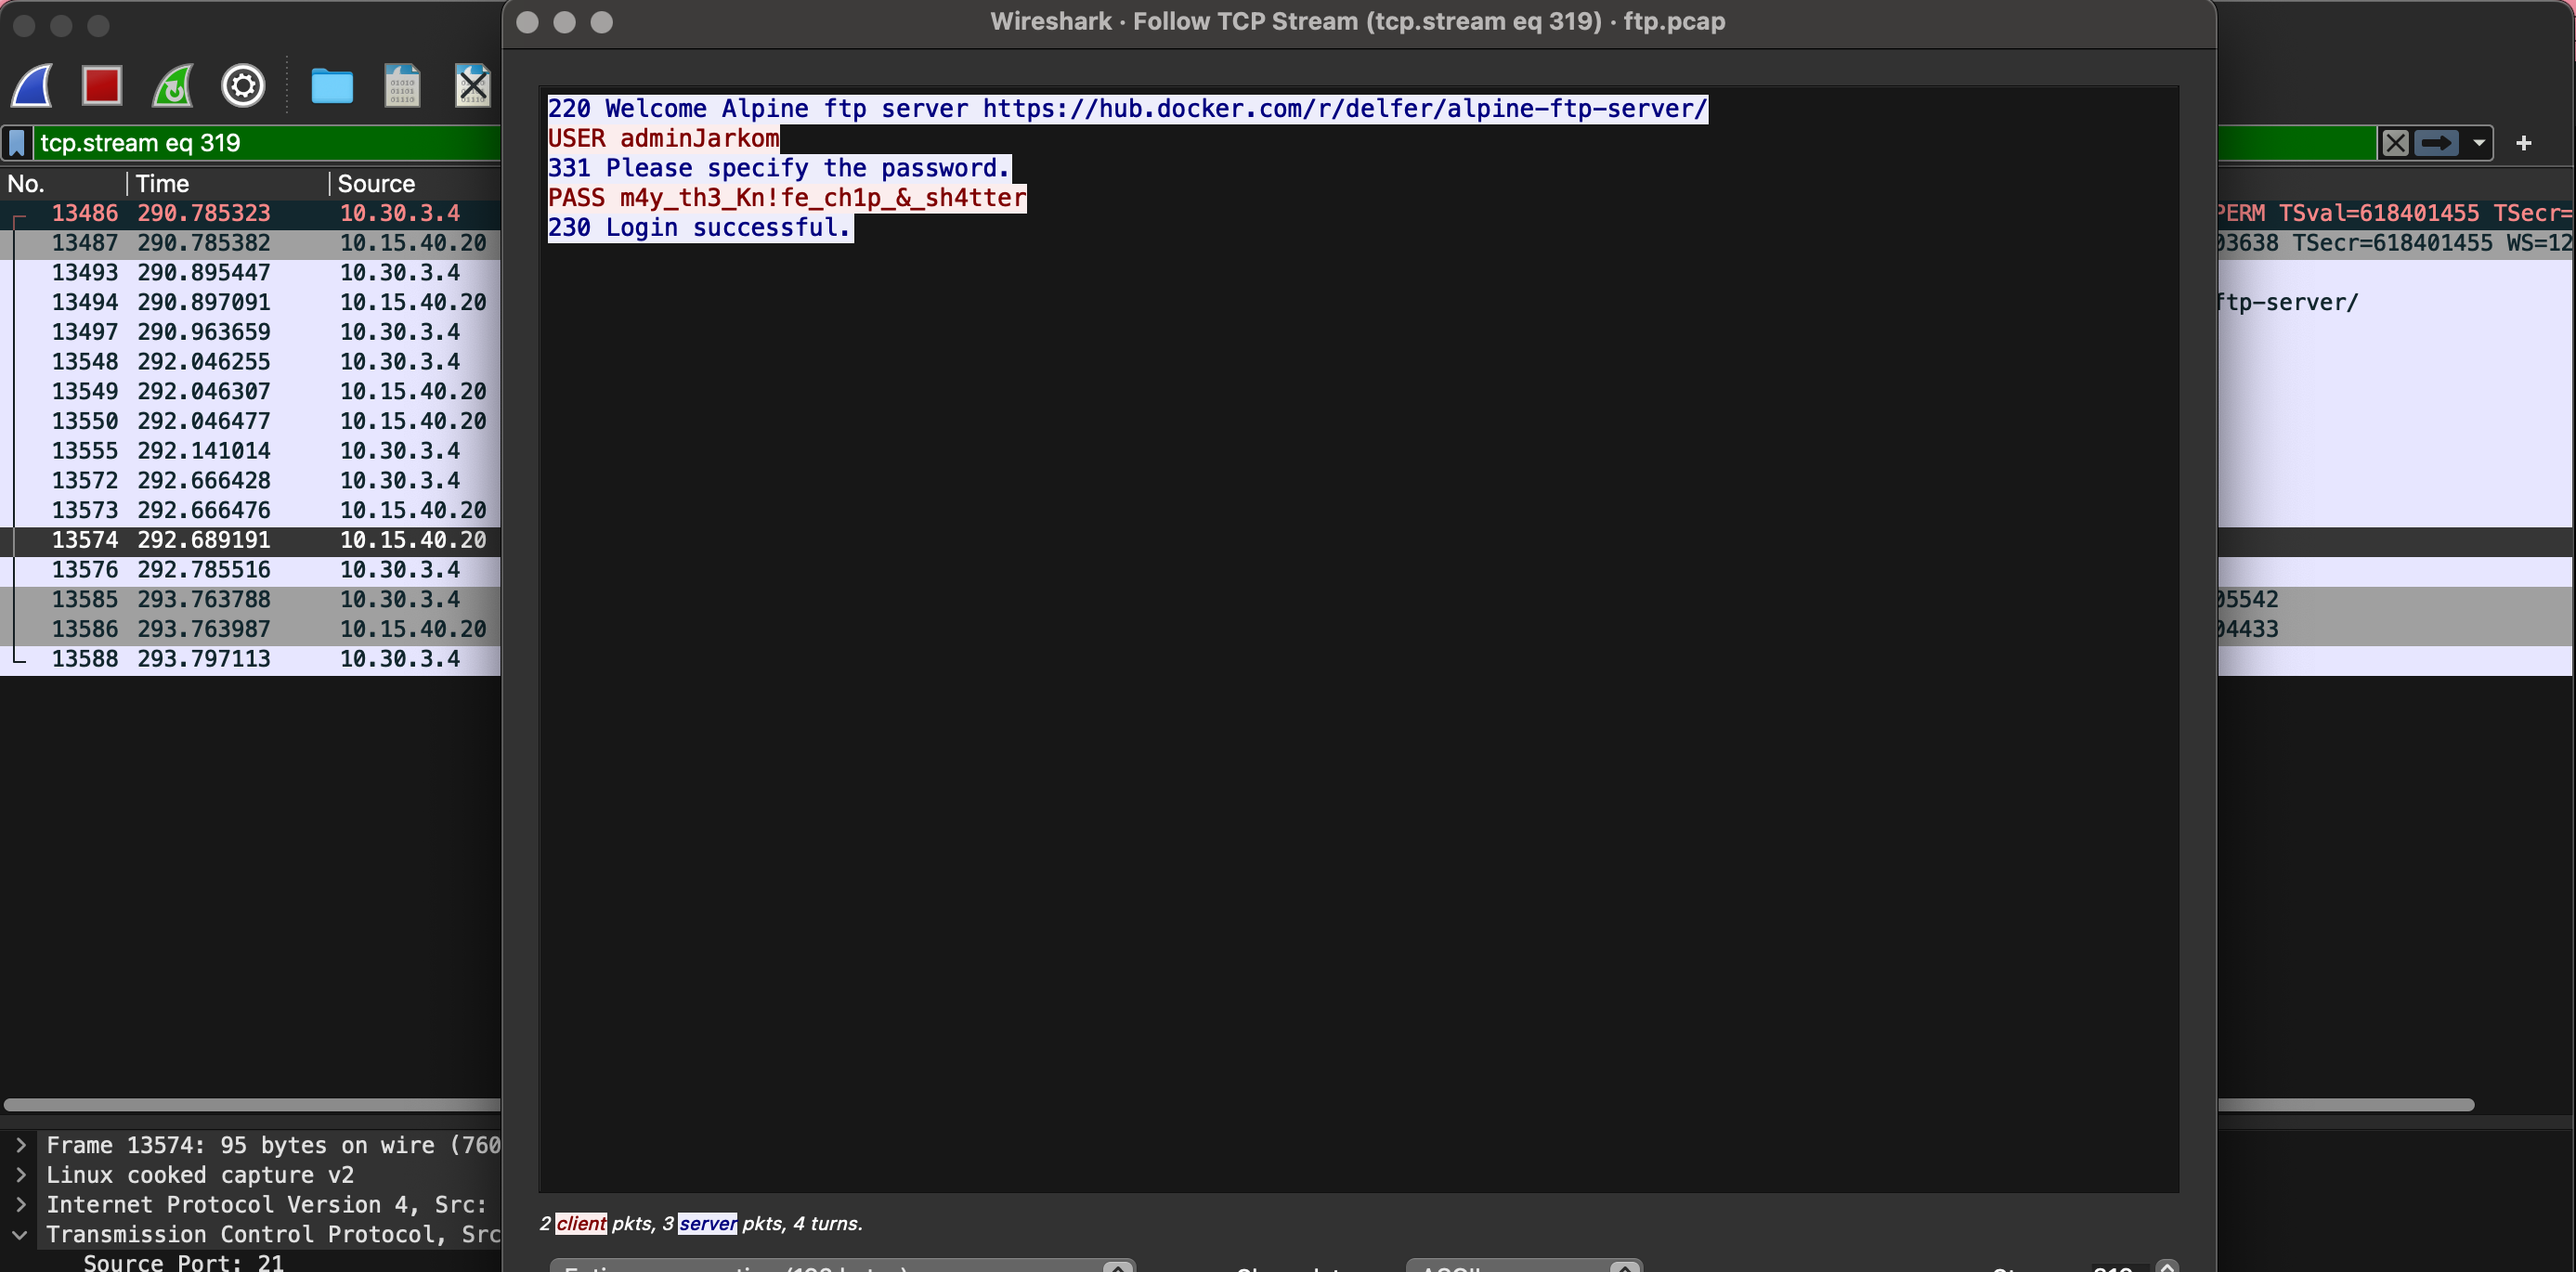 Wireshark · Follow TCP Stream (tcp.stream eq 319) · ftp.pcap
tcp.stream eq 319
+
No. Time Source
13486 290.785323 10.30.3.4
13487 290.785382 10.15.40.20
13493 290.895447 10.30.3.4
13494 290.897091 10.15.40.20
13497 290.963659 10.30.3.4
13548 292.046255 10.30.3.4
13549 292.046307 10.15.40.20
13550 292.046477 10.15.40.20
13555 292.141014 10.30.3.4
13572 292.666428 10.30.3.4
13573 292.666476 10.15.40.20
13574 292.689191 10.15.40.20
13576 292.785516 10.30.3.4
13585 293.763788 10.30.3.4
13586 293.763987 10.15.40.20
13588 293.797113 10.30.3.4
220 Welcome Alpine ftp server https://hub.docker.com/r/delfer/alpine-ftp-server/
USER adminJarkom
331 Please specify the password.
PASS m4y_th3_Kn!fe_ch1p_&_sh4tter
230 Login successful.
PERM TSval=618401455 TSecr=
03638 TSecr=618401455 WS=12
ftp-server/
05542
04433
Frame 13574: 95 bytes on wire (760
Linux cooked capture v2
Internet Protocol Version 4, Src:
Transmission Control Protocol, Src
Source Port: 21
2 client pkts, 3 server pkts, 4 turns.